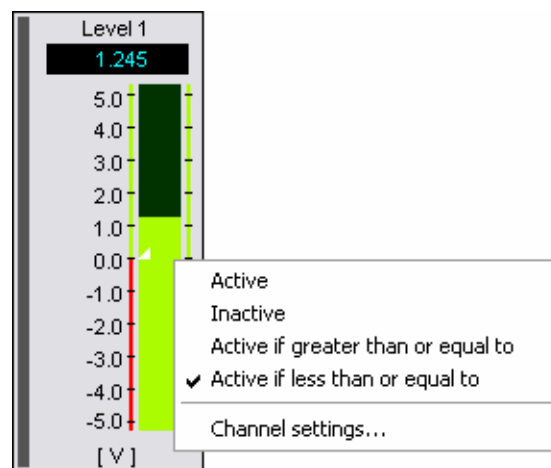 Level 1
1.245
5.0
4.0
3.0
2.0
1.0
0.0
-1.0
-2.0
-3.0
-4.0
-5.0
[ V ]
Active
Inactive
Active if greater than or equal to
Active if less than or equal to
Channel settings...